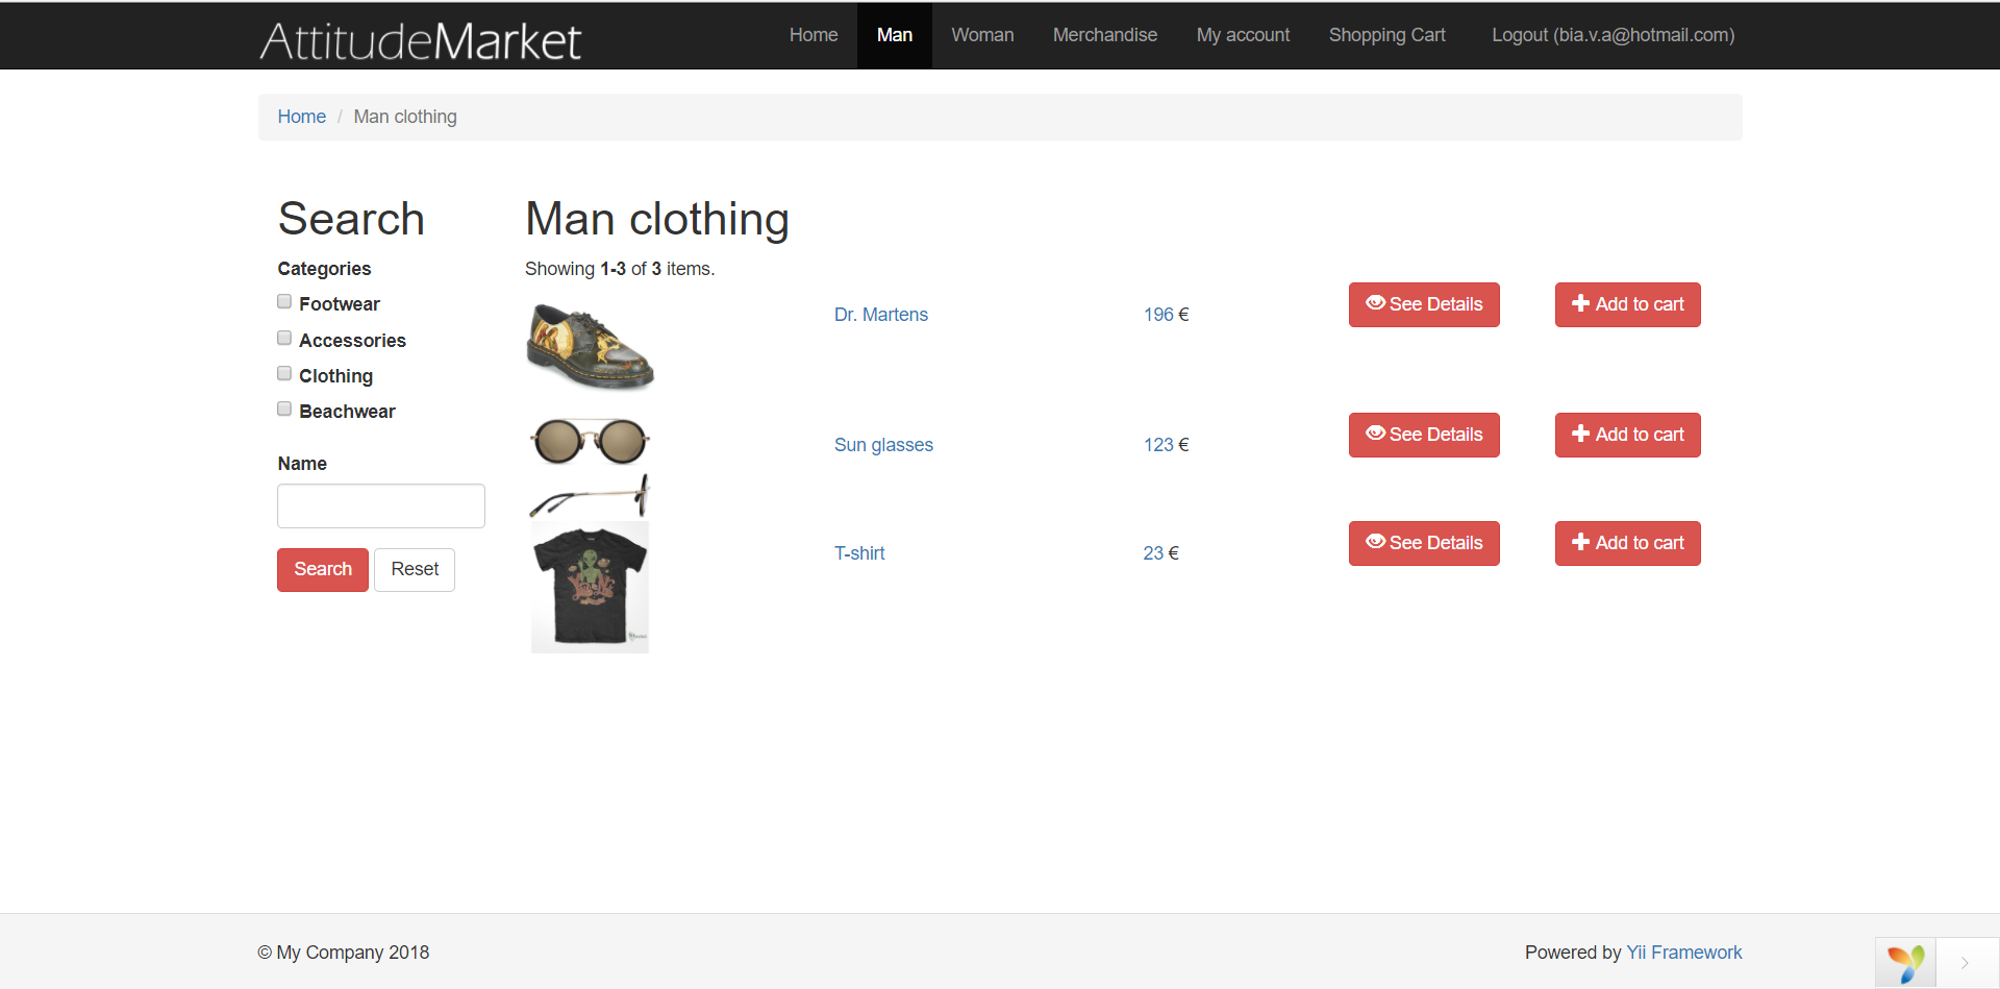 AttitudeMarket
Home Man Woman Merchandise My account Shopping Cart Logout (bia.v.a@hotmail.com)
Home / Man clothing
Search
Categories
Footwear
Accessories
Clothing
Beachwear
Name
Search Reset
Man clothing
Showing 1-3 of 3 items.
Dr. Martens 196 € See Details Add to cart
Sun glasses 123 € See Details Add to cart
T-shirt 23 € See Details Add to cart
© My Company 2018
Powered by Yii Framework